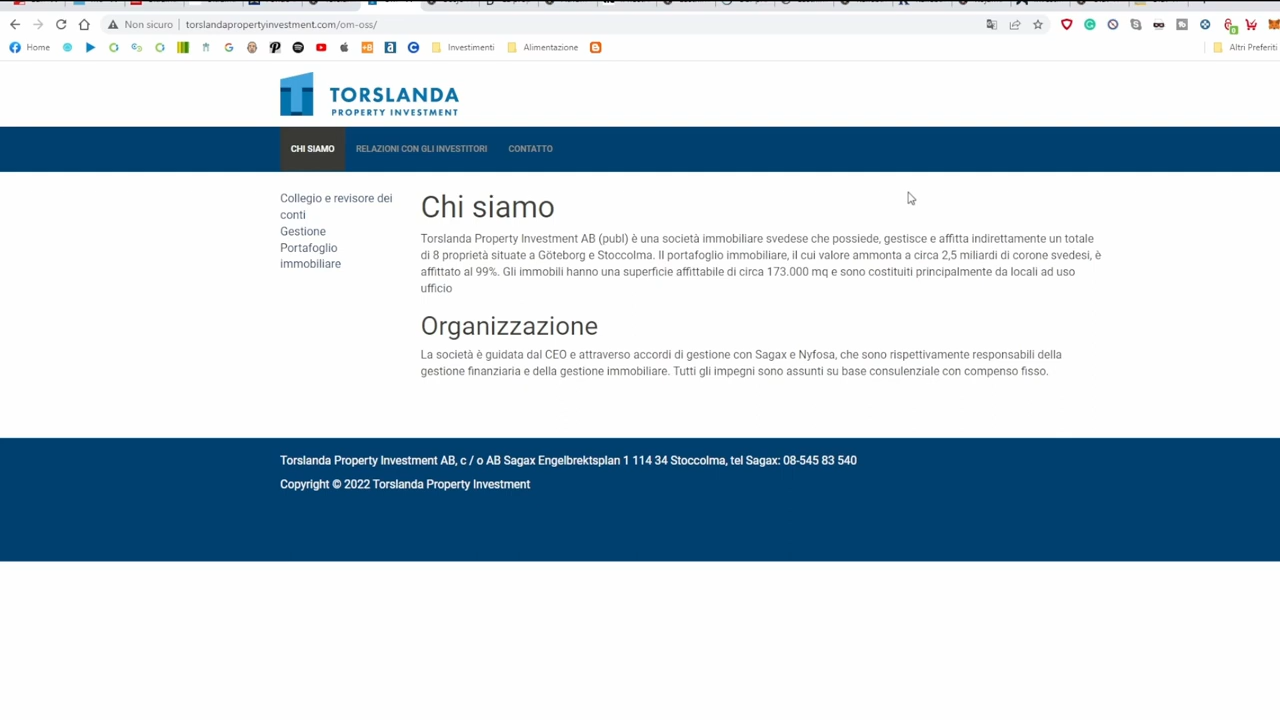 Non sicuro
torslandapropertyinvestment.com/om-oss/
Home
Investimenti
Alimentazione
Altri Preferiti
TORSLANDA
PROPERTY INVESTMENT
CHI SIAMO
RELAZIONI CON GLI INVESTITORI
CONTATTO
Collegio e revisore dei
conti
Gestione
Portafoglio
immobiliare
Chi siamo
Torslanda Property Investment AB (publ) è una società immobiliare svedese che possiede, gestisce e affitta indirettamente un totale
di 8 proprietà situate a Göteborg e Stoccolma. Il portafoglio immobiliare, il cui valore ammonta a circa 2,5 miliardi di corone svedesi, è
affittato al 99%. Gli immobili hanno una superficie affittabile di circa 173.000 mq e sono costituiti principalmente da locali ad uso
ufficio
Organizzazione
La società è guidata dal CEO e attraverso accordi di gestione con Sagax e Nyfosa, che sono rispettivamente responsabili della
gestione finanziaria e della gestione immobiliare. Tutti gli impegni sono assunti su base consulenziale con compenso fisso.
Torslanda Property Investment AB, c / o AB Sagax Engelbrektsplan 1 114 34 Stoccolma, tel Sagax: 08-545 83 540
Copyright © 2022 Torslanda Property Investment